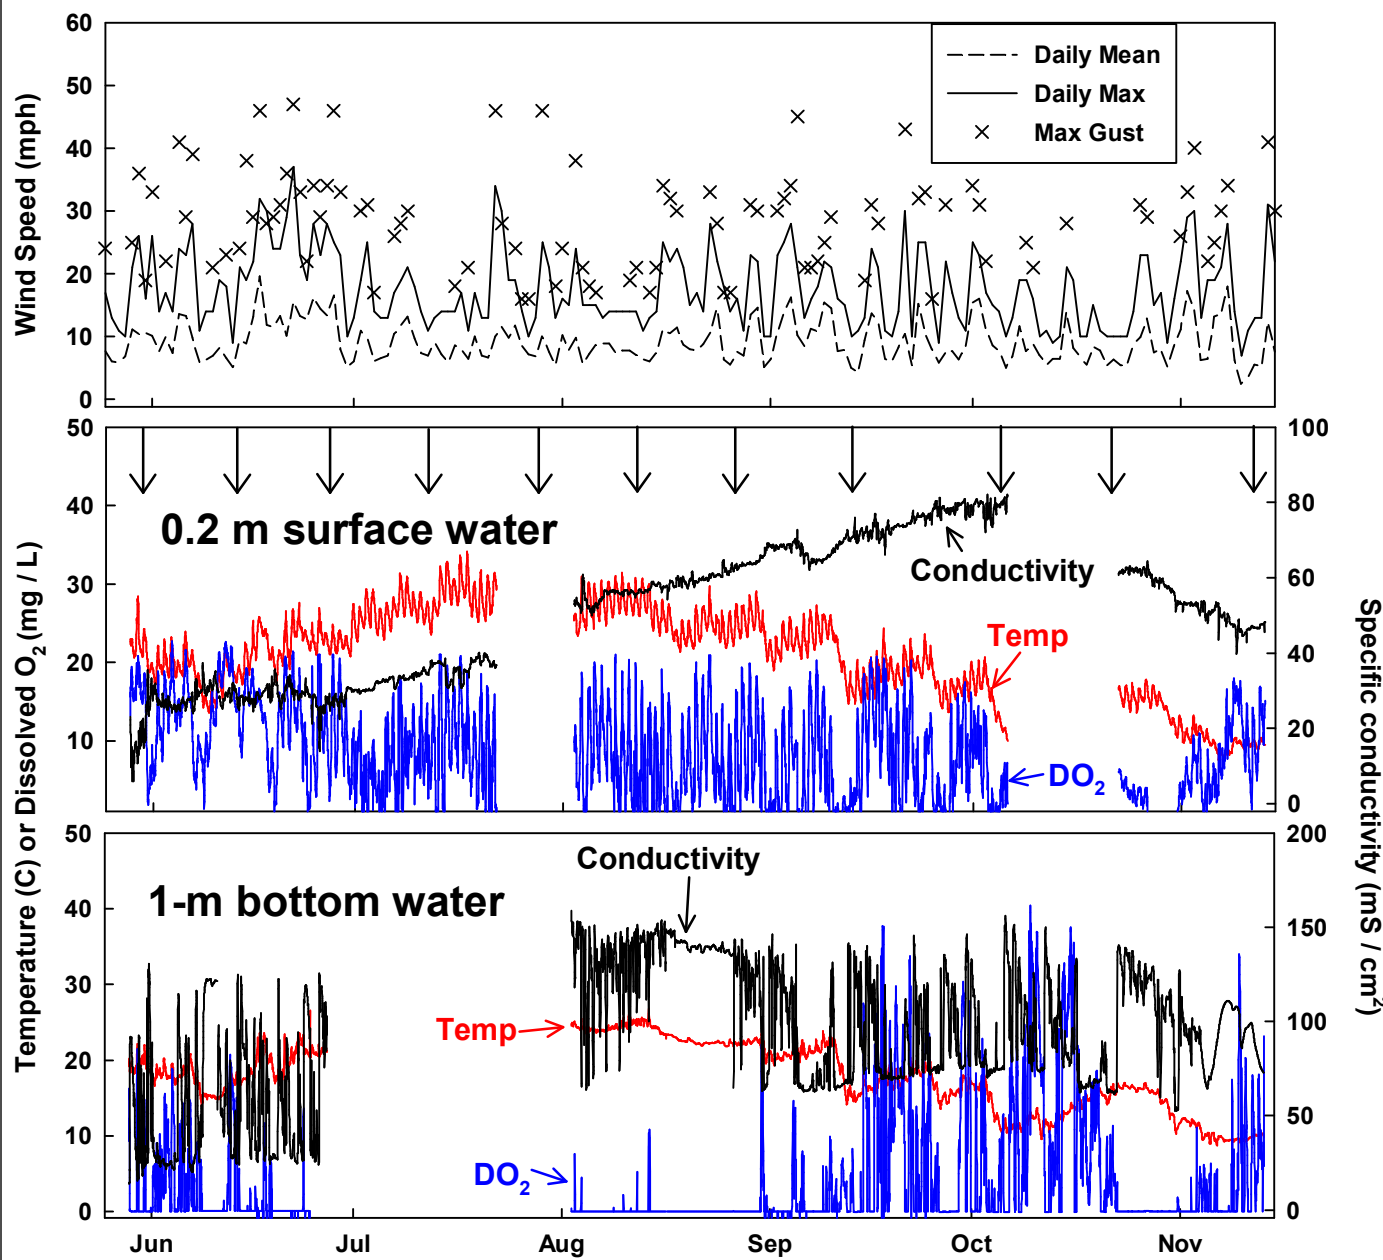 60
50
40
30
20
10
0
Wind Speed (mph)
Daily Mean
Daily Max
Max Gust
50
40
30
20
10
100
80
60
40
20
0
0.2 m surface water
Conductivity
Temp
DO2
Temperature (C) or Dissolved O2 (mg / L)
Specific conductivity (mS / cm2)
50
40
30
20
10
0
200
150
100
50
0
1-m bottom water
Conductivity
Temp
DO2
Jun
Jul
Aug
Sep
Oct
Nov